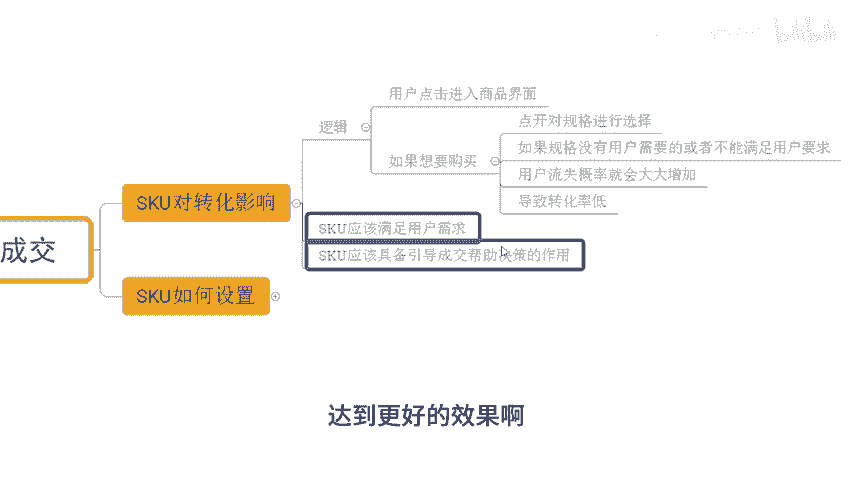 用户点击进入商品界面
逻辑
点开对规格进行选择
如果规格没有用户需要的或者不能满足用户要求
如果想要购买
用户流失概率就会大大增加
导致转化率低
SKU对转化影响
SKU应该满足用户需求
成交
SKU应该具备引导成交帮助决策的作用
SKU如何设置
达到更好的效果啊